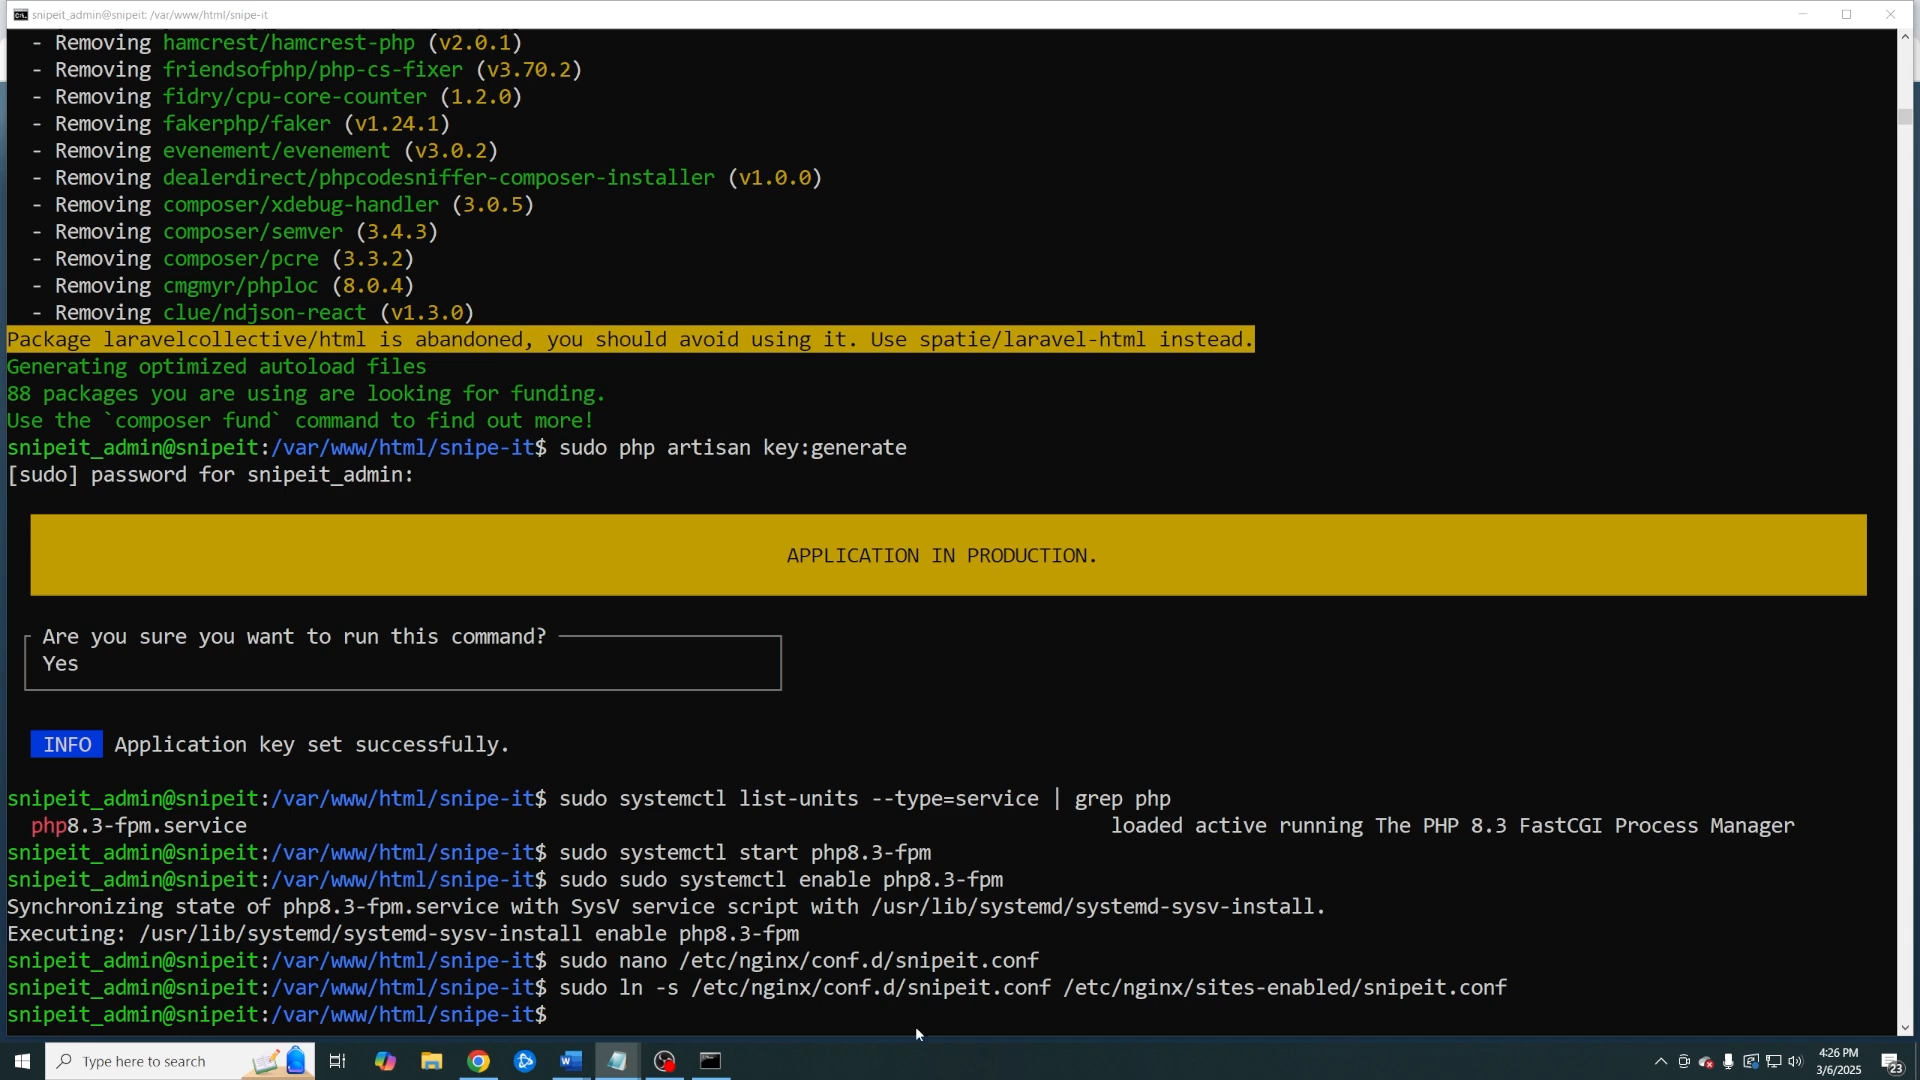 snipeit_admin@snipeit: /var/www/html/snipe-it
- Removing hamcrest/hamcrest-php (v2.0.1)
- Removing friendsofphp/php-cs-fixer (v3.70.2)
- Removing fidry/cpu-core-counter (1.2.0)
- Removing fakerphp/faker (v1.24.1)
- Removing evenement/evenement (v3.0.2)
- Removing dealerdirect/phpcodesniffer-composer-installer (v1.0.0)
- Removing composer/xdebug-handler (3.0.5)
- Removing composer/semver (3.4.3)
- Removing composer/pcre (3.3.2)
- Removing cmgmyr/phploc (8.0.4)
- Removing clue/ndjson-react (v1.3.0)
Package laravelcollective/html is abandoned, you should avoid using it. Use spatie/laravel-html instead.
Generating optimized autoload files
88 packages you are using are looking for funding.
Use the `composer fund` command to find out more!
snipeit_admin@snipeit:/var/www/html/snipe-it$ sudo php artisan key:generate
[sudo] password for snipeit_admin:
APPLICATION IN PRODUCTION.
Are you sure you want to run this command?
Yes
INFO Application key set successfully.
snipeit_admin@snipeit:/var/www/html/snipe-it$ sudo systemctl list-units --type=service | grep php
php8.3-fpm.service loaded active running The PHP 8.3 FastCGI Process Manager
snipeit_admin@snipeit:/var/www/html/snipe-it$ sudo systemctl start php8.3-fpm
snipeit_admin@snipeit:/var/www/html/snipe-it$ sudo sudo systemctl enable php8.3-fpm
Synchronizing state of php8.3-fpm.service with SysV service script with /usr/lib/systemd/systemd-sysv-install.
Executing: /usr/lib/systemd/systemd-sysv-install enable php8.3-fpm
snipeit_admin@snipeit:/var/www/html/snipe-it$ sudo nano /etc/nginx/conf.d/snipeit.conf
snipeit_admin@snipeit:/var/www/html/snipe-it$ sudo ln -s /etc/nginx/conf.d/snipeit.conf /etc/nginx/sites-enabled/snipeit.conf
snipeit_admin@snipeit:/var/www/html/snipe-it$
Type here to search
4:26 PM
3/6/2025
23